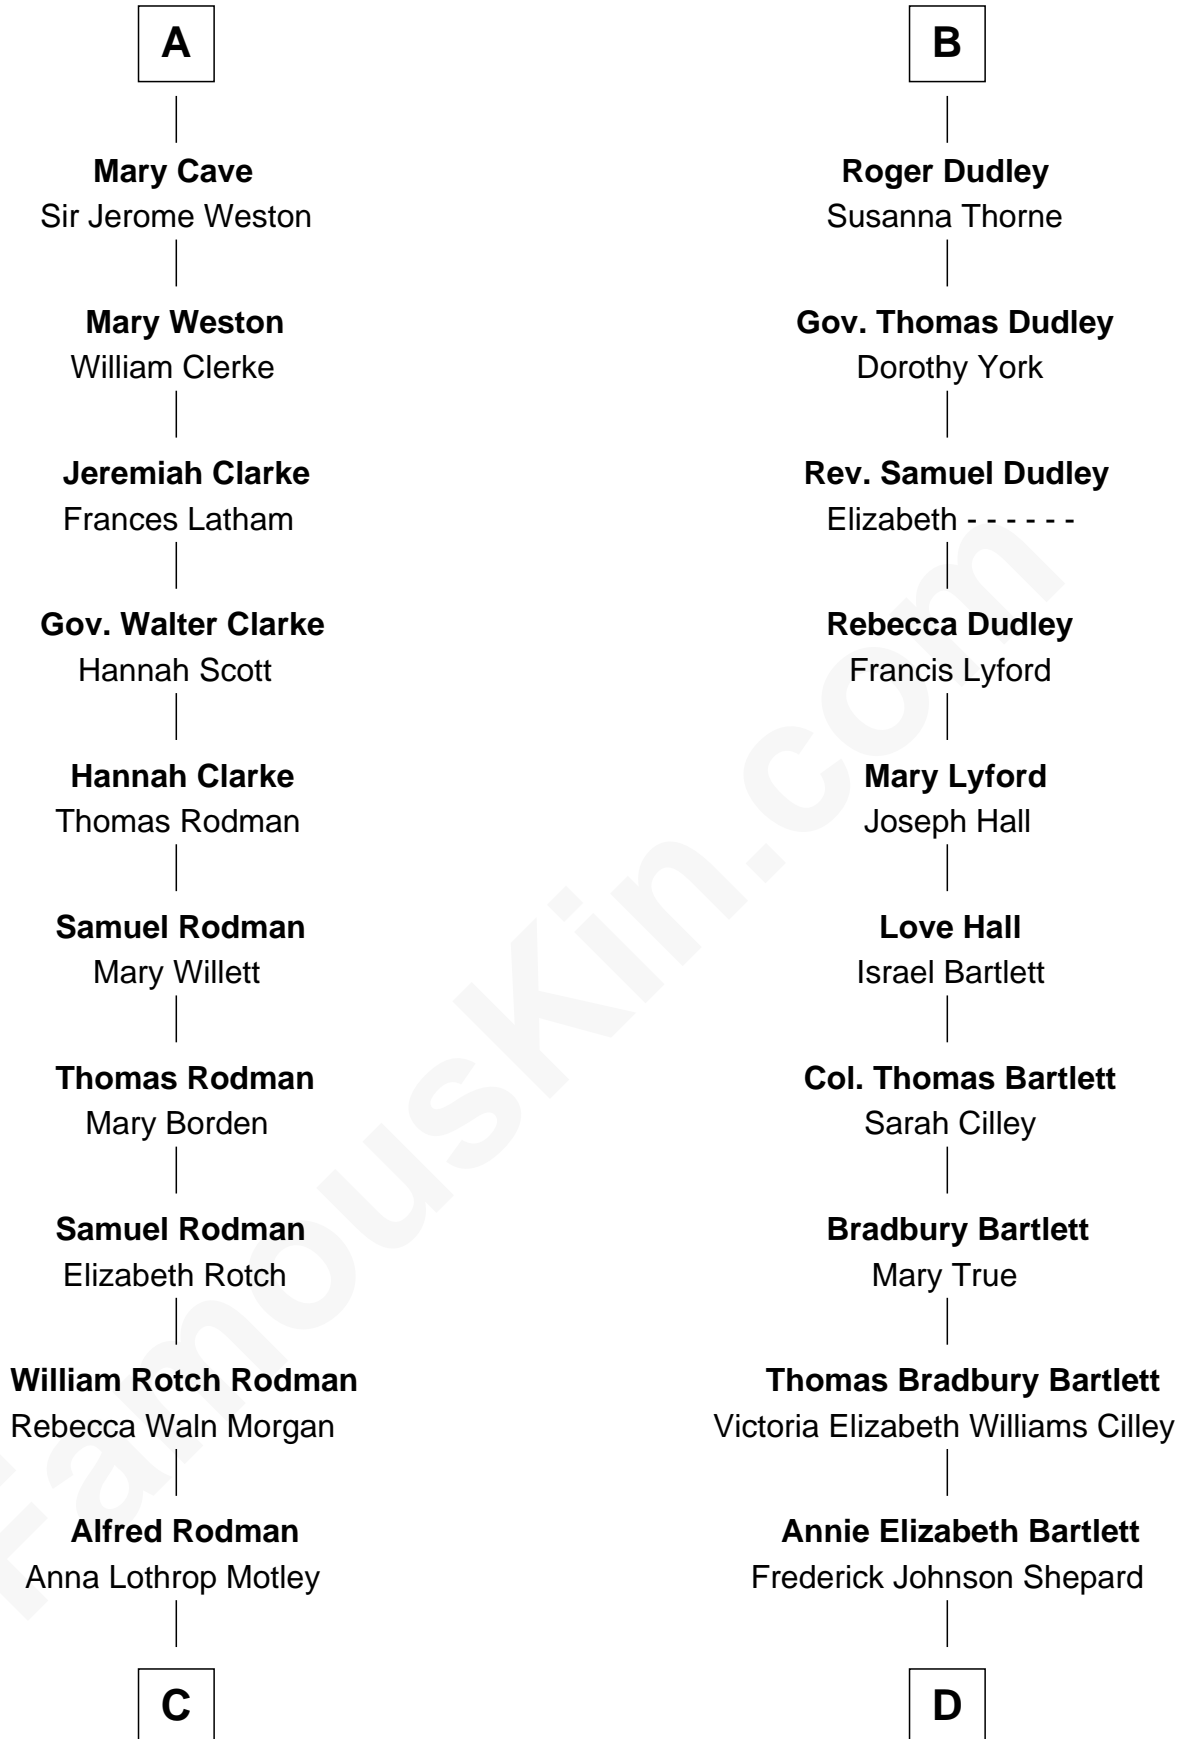 A
Mary Cave
Sir Jerome Weston
Mary Weston
William Clerke
Jeremiah Clarke
Frances Latham
Gov. Walter Clarke
Hannah Scott
Hannah Clarke
Thomas Rodman
Samuel Rodman
Mary Willett
Thomas Rodman
Mary Borden
Samuel Rodman
Elizabeth Rotch
William Rotch Rodman
Rebecca Waln Morgan
Alfred Rodman
Anna Lothrop Motley
C
B
Roger Dudley
Susanna Thorne
Gov. Thomas Dudley
Dorothy York
Rev. Samuel Dudley
Elizabeth - - - - - -
Rebecca Dudley
Francis Lyford
Mary Lyford
Joseph Hall
Love Hall
Israel Bartlett
Col. Thomas Bartlett
Sarah Cilley
Bradbury Bartlett
Mary True
Thomas Bradbury Bartlett
Victoria Elizabeth Williams Cilley
Annie Elizabeth Bartlett
Frederick Johnson Shepard
D
FamousKin.com